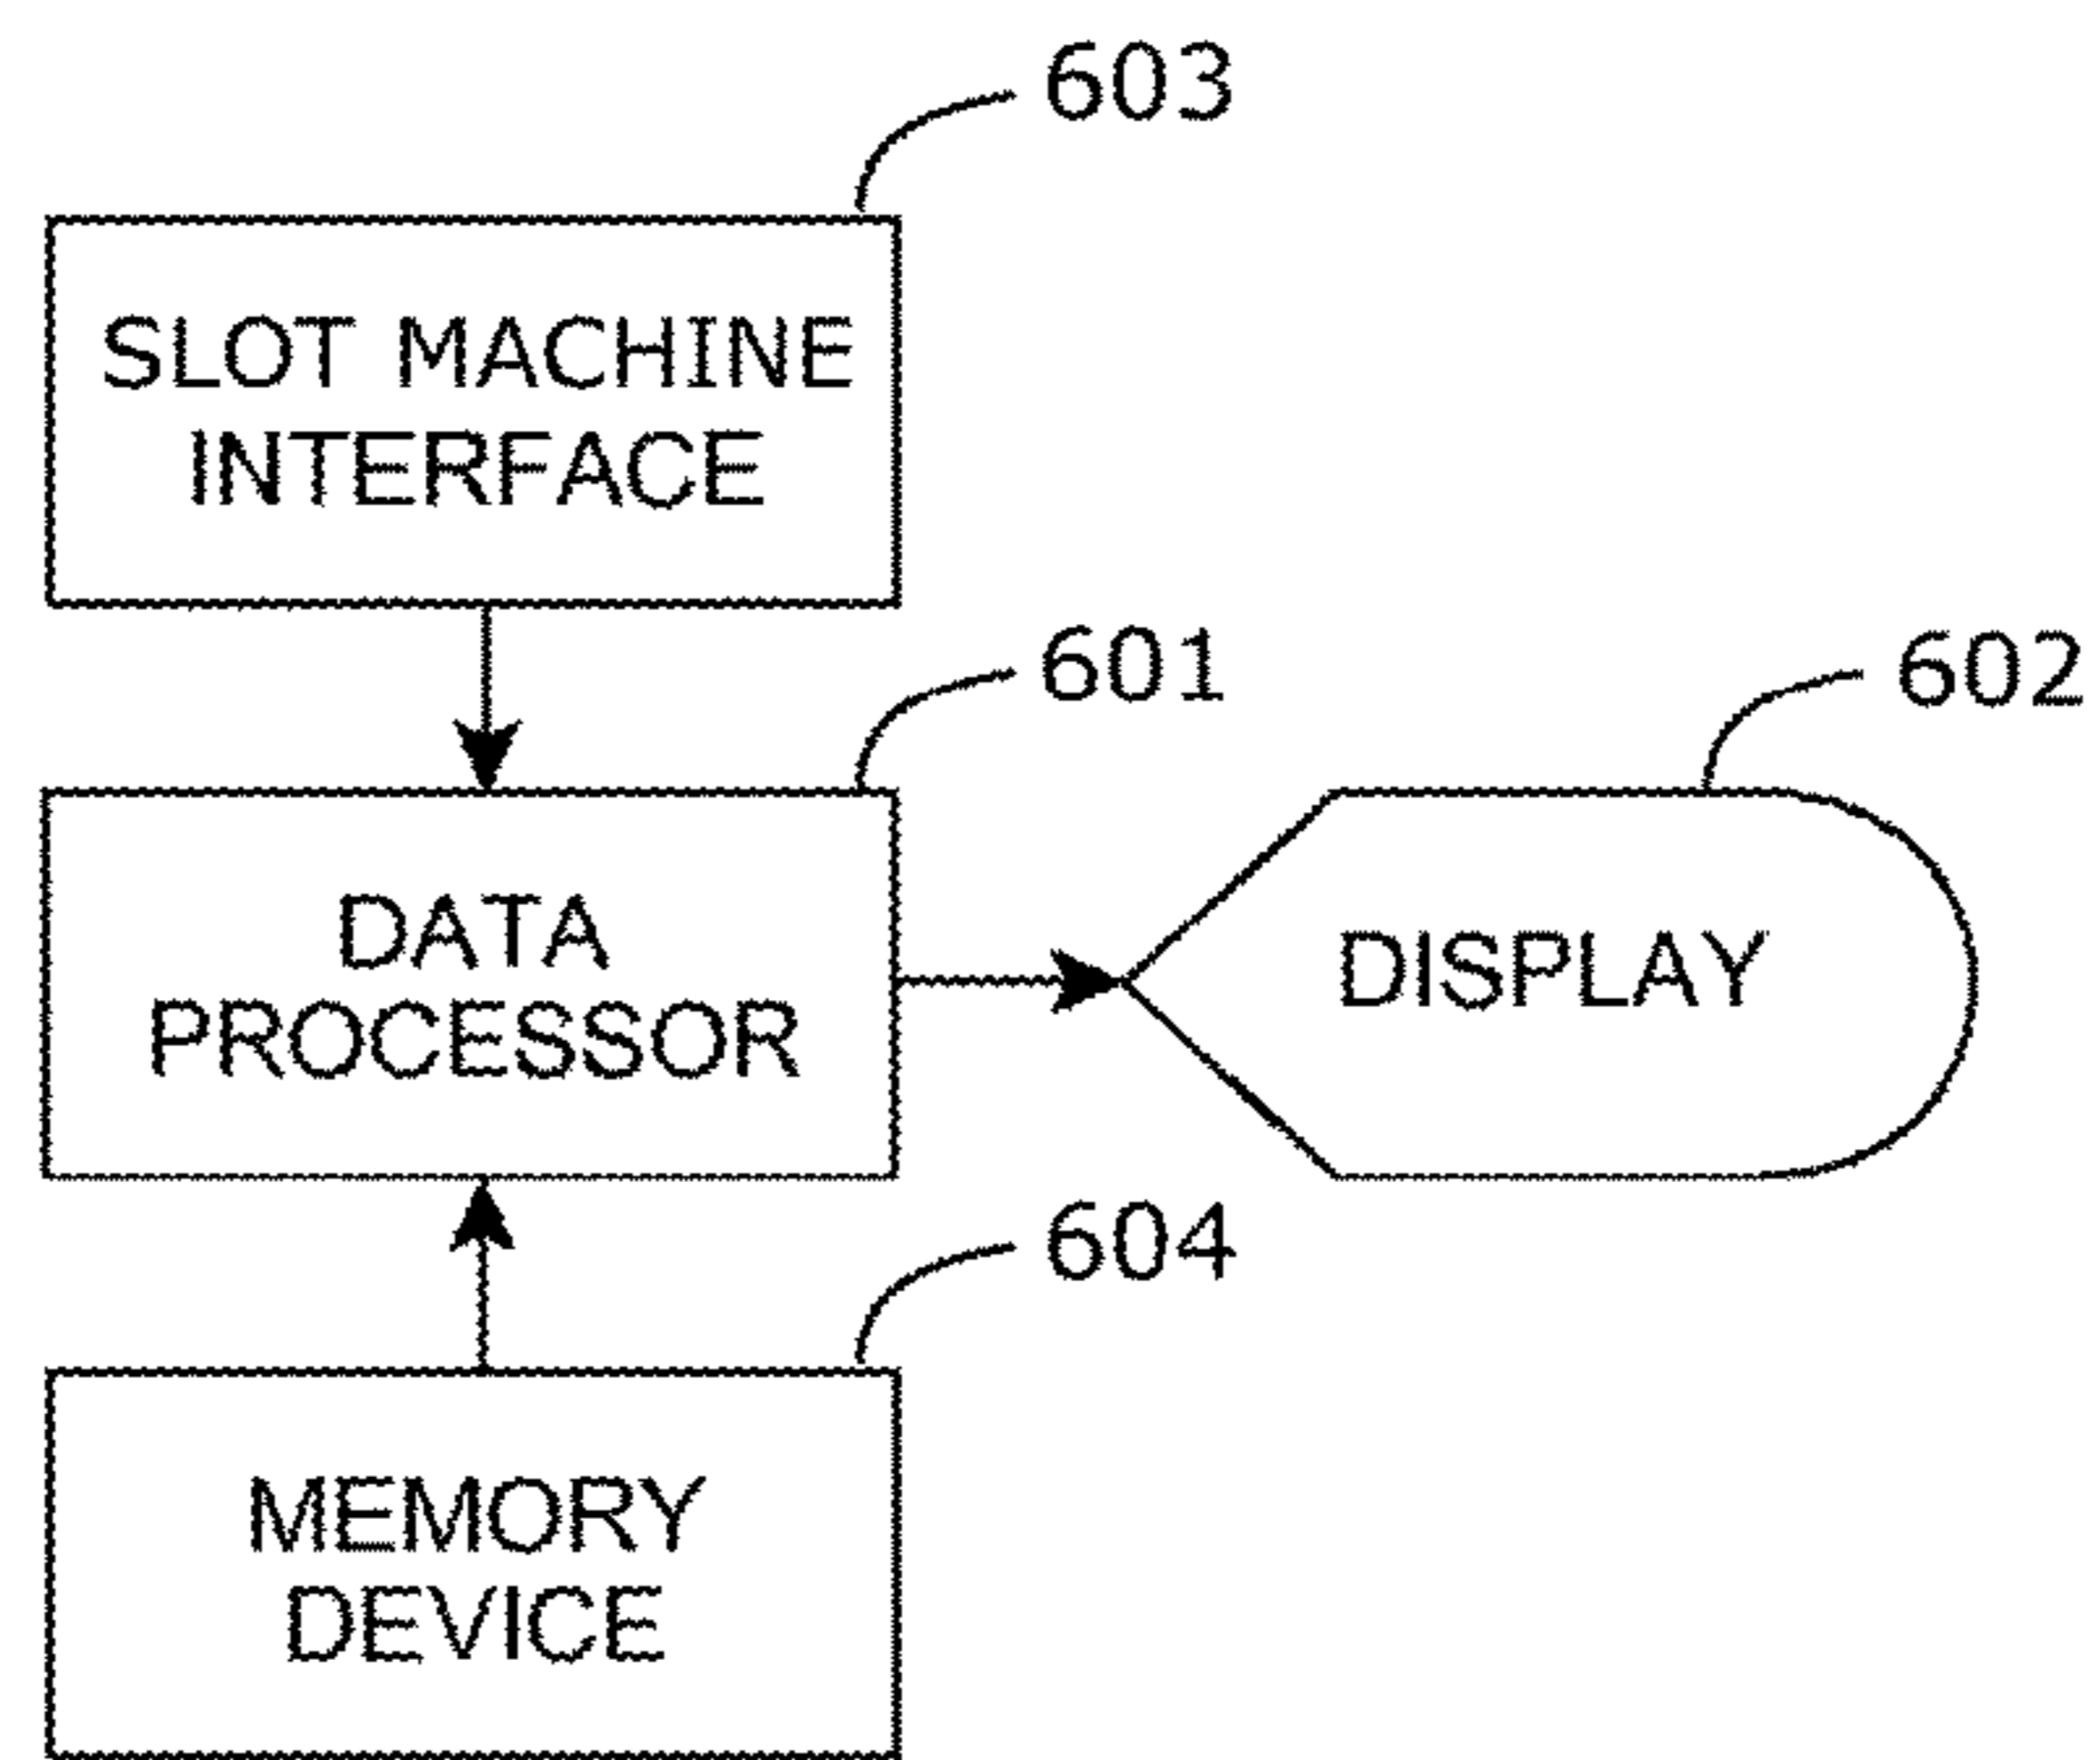 603
SLOT MACHINE
INTERFACE
601
602
DATA
PROCESSOR
DISPLAY
604
MEMORY
DEVICE